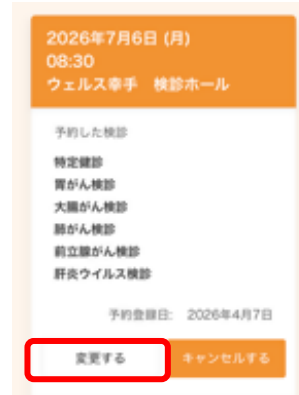 2026年7月6日 (月)
08:30
ウェルス幸手 検診ホール
予約した検診
特定健診
胃がん検診
大腸がん検診
肺がん検診
前立腺がん検診
肝炎ウイルス検診
予約登録日: 2026年4月7日
変更する キャンセルする